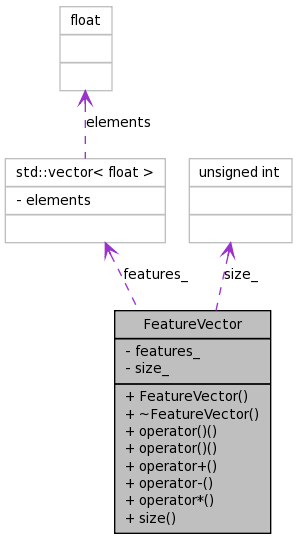 float
elements
std::vector< float >
- elements
unsigned int
features_
size_
FeatureVector
- features_
- size_
+ FeatureVector()
+ ~FeatureVector()
+ operator()()
+ operator()()
+ operator+()
+ operator-()
+ operator*()
+ size()